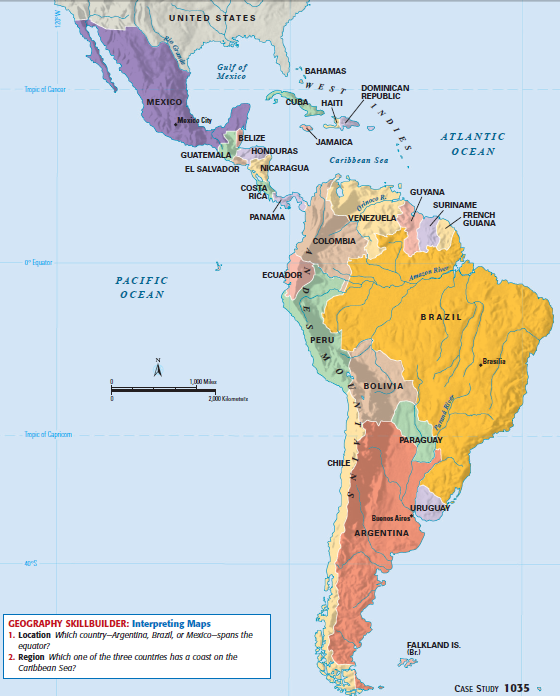 120°W
UNITED STATES
Rio Grande
Gulf of
Mexico
Tropic of Cancer
MEXICO
Mexico City
BAHAMAS
WEST INDIES
CUBA
HAITI
DOMINICAN
REPUBLIC
JAMAICA
ATLANTIC
OCEAN
BELIZE
GUATEMALA
HONDURAS
EL SALVADOR
NICARAGUA
Caribbean Sea
COSTA
RICA
PANAMA
Orinoco R.
VENEZUELA
GUYANA
SURINAME
FRENCH
GUIANA
COLOMBIA
0° Equator
ECUADOR
Amazon River
PACIFIC
OCEAN
ANDES MOUNTAINS
BRAZIL
PERU
Brasília
N
0 1,000 Miles
0 2,000 Kilometers
BOLIVIA
Paraná River
Tropic of Capricorn
PARAGUAY
CHILE
URUGUAY
Buenos Aires
ARGENTINA
40°S
GEOGRAPHY SKILLBUILDER: Interpreting Maps
1. Location Which country—Argentina, Brazil, or Mexico—spans the
equator?
2. Region Which one of the three countries has a coast on the
Caribbean Sea?
FALKLAND IS.
(Br.)
CASE STUDY 1035